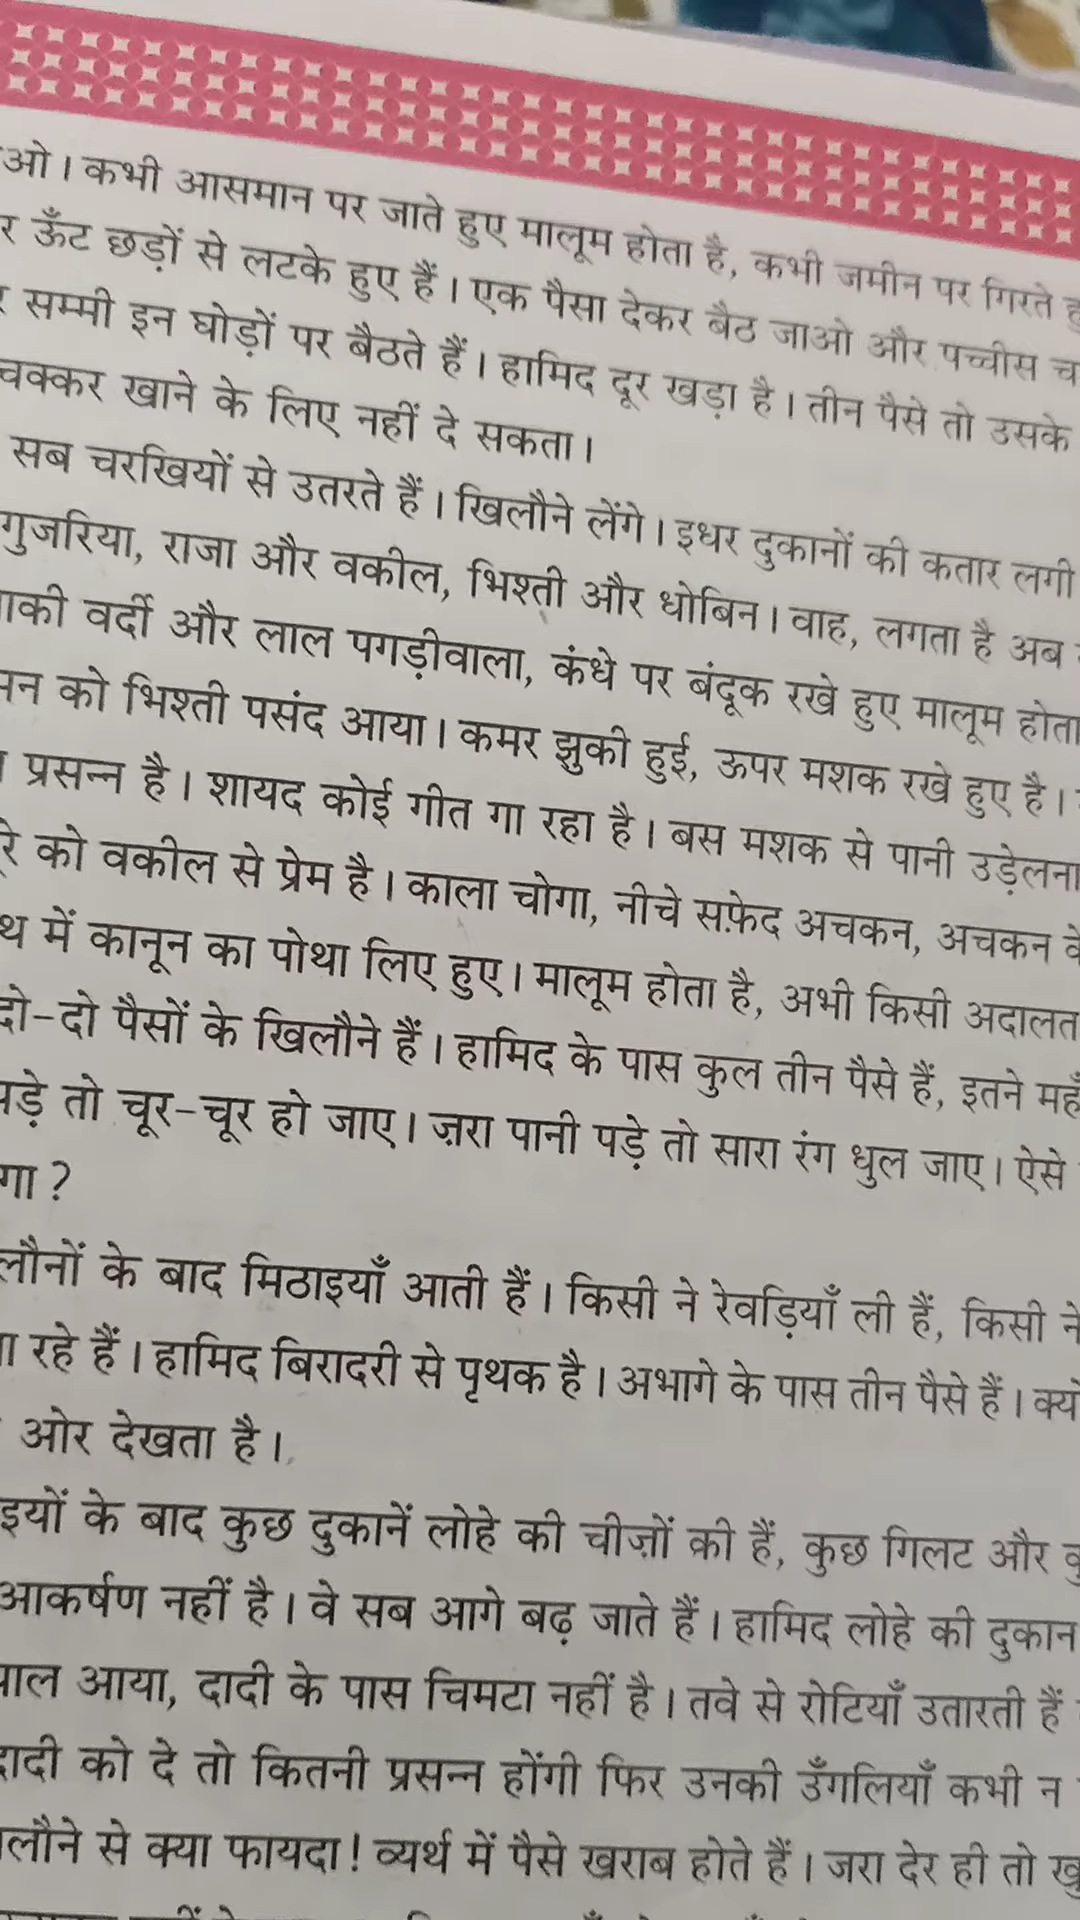 ओ। कभी आसमान पर जाते हुए मालूम होता है, कभी जमीन पर गिरते
ऊँट छड़ों से लटके हुए हैं। एक पैसा देकर बैठ जाओ और पच्चीस
सम्मी इन घोड़ों पर बैठते हैं। हामिद दूर खड़ा है। तीन पैसे तो उसके
चक्कर खाने के लिए नहीं दे सकता।
सब चरखियों से उतरते हैं। खिलौने लेंगे। इधर दुकानों की कतार लगी
गुजरिया, राजा और वकील, भिश्ती और धोबिन। वाह, लगता है अब
वर्दी और लाल पगड़ीवाला, कंधे पर बंदूक रखे हुए मालूम होता
को भिश्ती पसंद आया। कमर झुकी हुई, ऊपर मशक रखे हुए है।
प्रसन्न है। शायद कोई गीत गा रहा है। बस मशक से पानी उड़ेलना
को वकील से प्रेम है। काला चोगा, नीचे सफ़ेद अचकन, अचकन
में कानून का पोथा लिए हुए। मालूम होता है, अभी किसी अदालत
दो-दो पैसों के खिलौने हैं। हामिद के पास कुल तीन पैसे हैं, इतने
पड़े तो चूर-चूर हो जाए। ज़रा पानी पड़े तो सारा रंग धुल जाए। ऐसे
गा ?
लौनों के बाद मिठाइयाँ आती हैं। किसी ने रेवड़ियाँ ली हैं, किसी ने
रहे हैं। हामिद बिरादरी से पृथक है। अभागे के पास तीन पैसे हैं।
ओर देखता है।
इयों के बाद कुछ दुकानें लोहे की चीज़ों की हैं, कुछ गिलट और
आकर्षण नहीं है। वे सब आगे बढ़ जाते हैं। हामिद लोहे की दुकान
आया, दादी के पास चिमटा नहीं है। तवे से रोटियाँ उतारती हैं
दादी को दे तो कितनी प्रसन्न होंगी फिर उनकी उँगलियाँ कभी न
लौने से क्या फायदा! व्यर्थ में पैसे खराब होते हैं। जरा देर ही तो